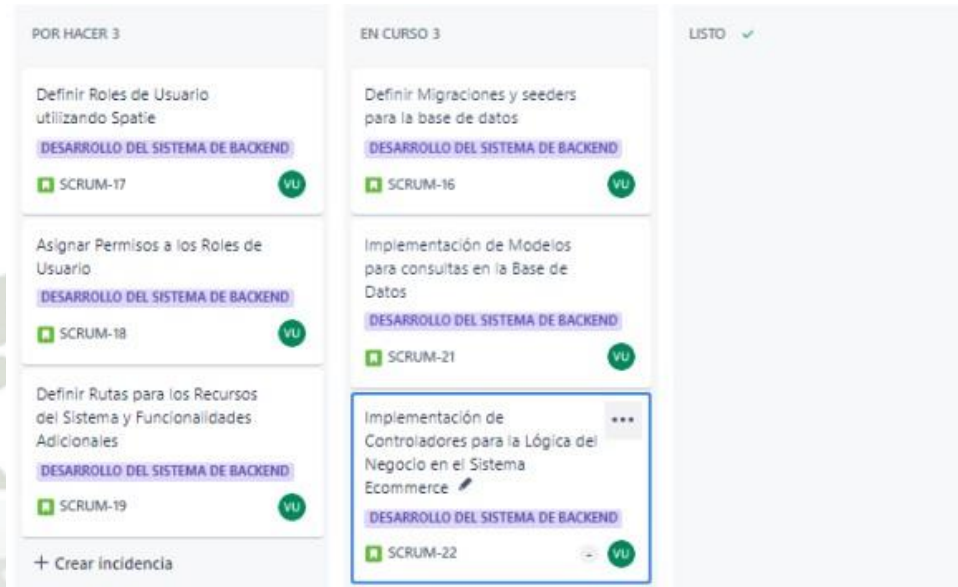 POR HACER 3
Definir Roles de Usuario
utilizando Spatie
DESARROLLO DEL SISTEMA DE BACKEND
SCRUM-17
VU
Asignar Permisos a los Roles de
Usuario
DESARROLLO DEL SISTEMA DE BACKEND
SCRUM-18
VU
Definir Rutas para los Recursos
del Sistema y Funcionalidades
Adicionales
DESARROLLO DEL SISTEMA DE BACKEND
SCRUM-19
VU
+ Crear incidencia
EN CURSO 3
Definir Migraciones y seeders
para la base de datos
DESARROLLO DEL SISTEMA DE BACKEND
SCRUM-16
VU
Implementación de Modelos
para consultas en la Base de
Datos
DESARROLLO DEL SISTEMA DE BACKEND
SCRUM-21
VU
Implementación de
Controladores para la Lógica del
Negocio en el Sistema
Ecommerce
DESARROLLO DEL SISTEMA DE BACKEND
SCRUM-22
-
VU
LISTO